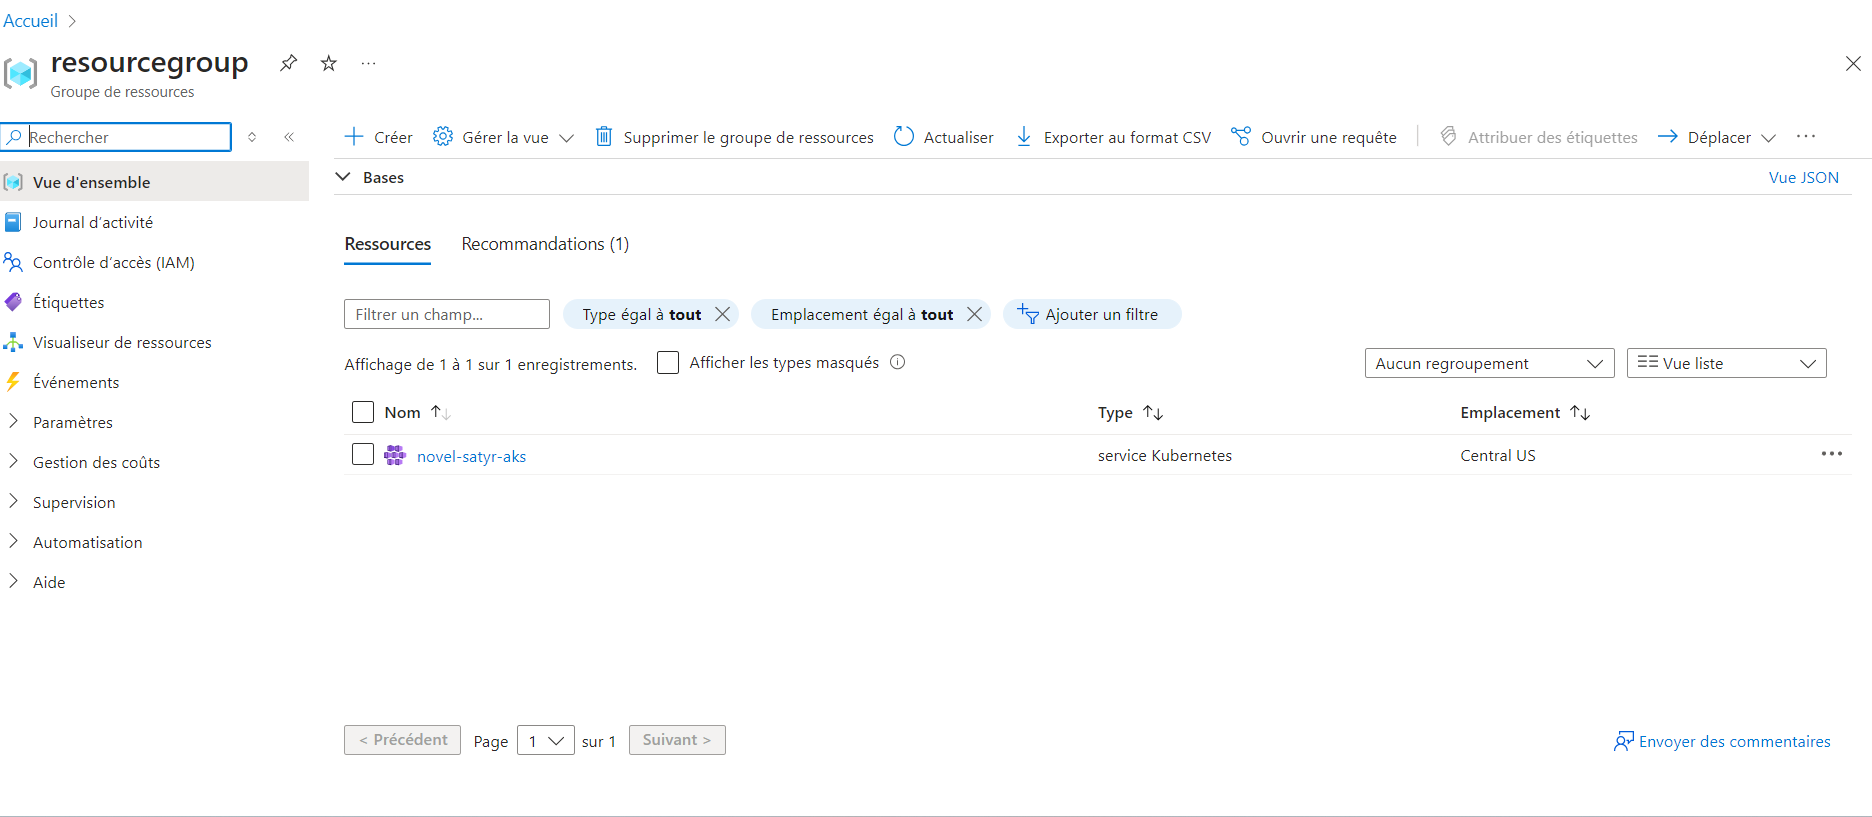 Accueil
resourcegroup
Groupe de ressources
Rechercher
Créer Gérer la vue Supprimer le groupe de ressources Actualiser Exporter au format CSV Ouvrir une requête Attribuer des étiquettes Déplacer
Vue d'ensemble
Journal d’activité
Contrôle d’accès (IAM)
Étiquettes
Visualiseur de ressources
Événements
Paramètres
Gestion des coûts
Supervision
Automatisation
Aide
Bases Vue JSON
Ressources Recommandations (1)
Filtrer un champ... Type égal à tout Emplacement égal à tout Ajouter un filtre
Affichage de 1 à 1 sur 1 enregistrements. Afficher les types masqués Aucun regroupement Vue liste
Nom Type Emplacement
novel-satyr-aks service Kubernetes Central US
< Précédent Page 1 sur 1 Suivant > Envoyer des commentaires